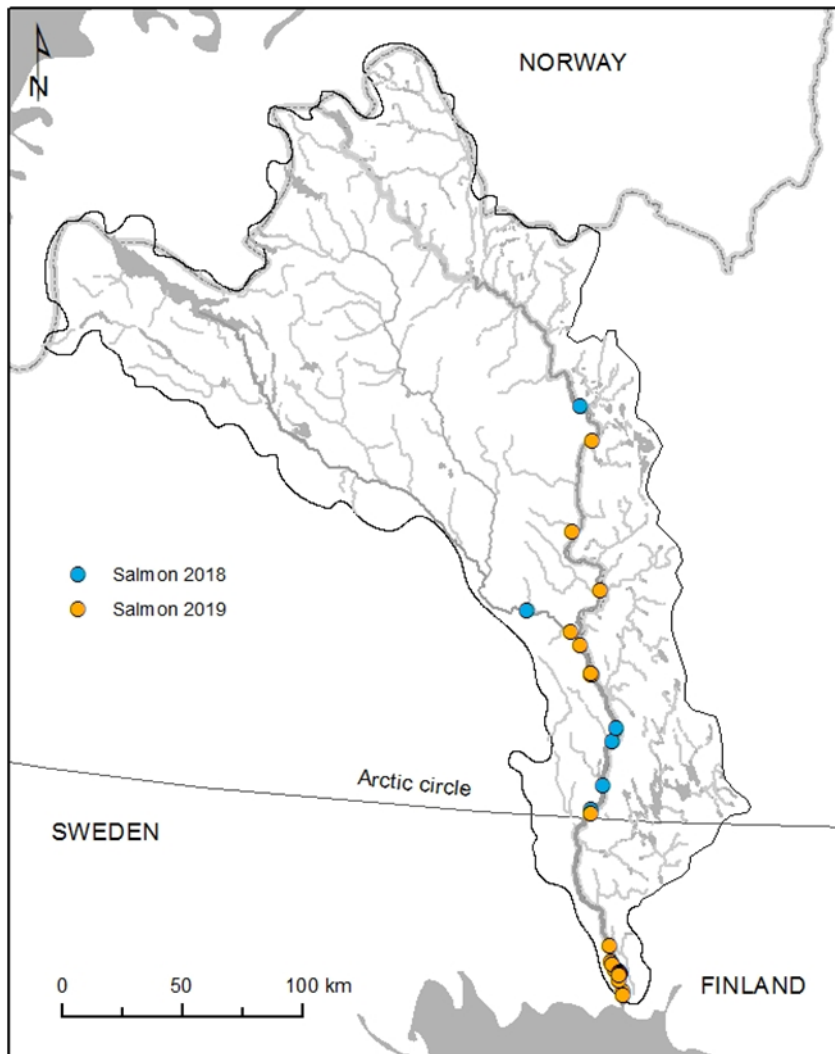 NORWAY
N
Salmon 2018
Salmon 2019
Arctic circle
SWEDEN
0 50 100 km
FINLAND